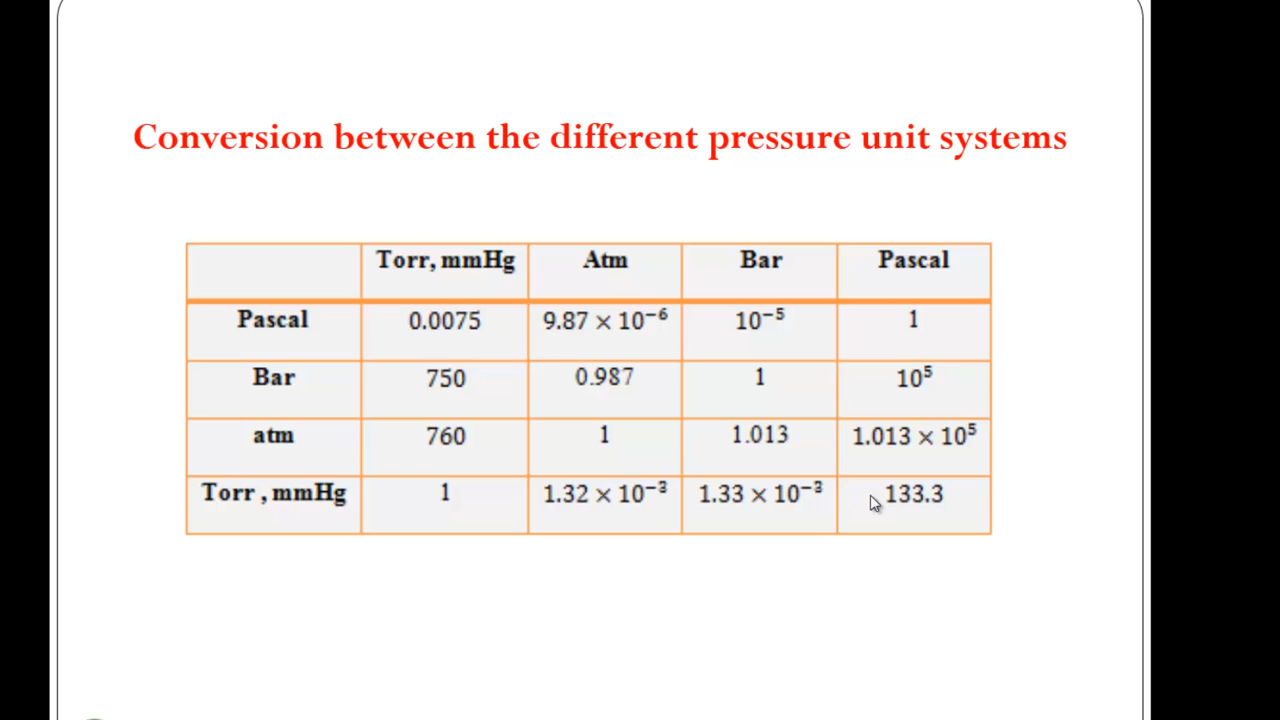 Conversion between the different pressure unit systems
Torr, mmHg Atm Bar Pascal
Pascal 0.0075 9.87 × 10⁻⁶ 10⁻⁵ 1
Bar 750 0.987 1 10⁵
atm 760 1 1.013 1.013 × 10⁵
Torr , mmHg 1 1.32 × 10⁻³ 1.33 × 10⁻³ 133.3